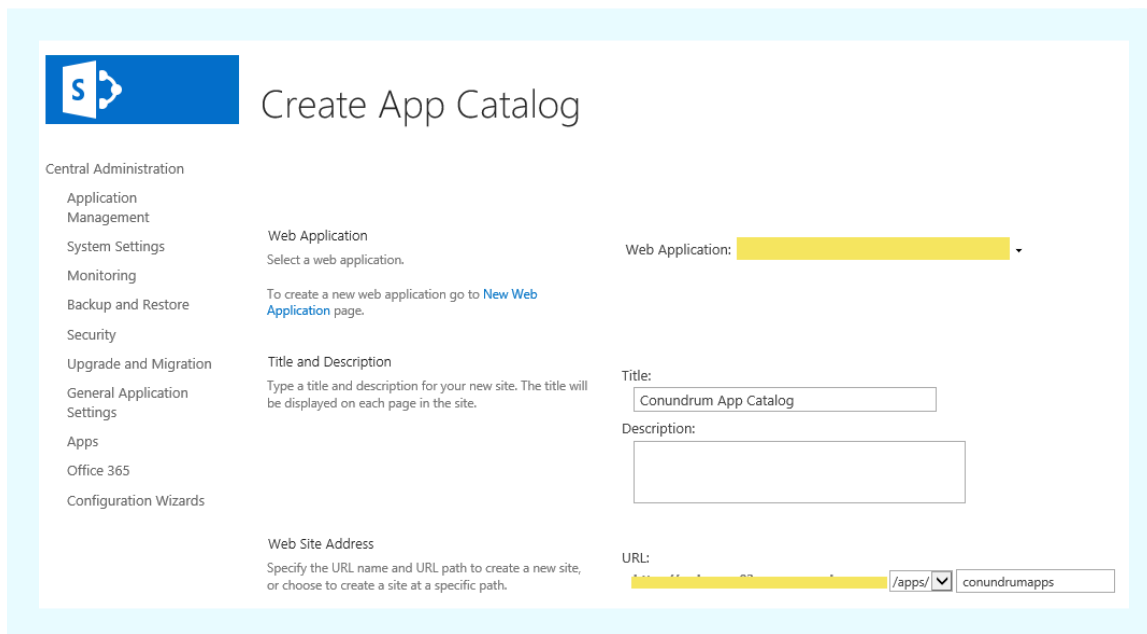 S
Create App Catalog
Central Administration
Application
Management
System Settings
Monitoring
Backup and Restore
Security
Upgrade and Migration
General Application
Settings
Apps
Office 365
Configuration Wizards
Web Application
Select a web application.
To create a new web application go to New Web
Application page.
Web Application:
Title and Description
Type a title and description for your new site. The title will
be displayed on each page in the site.
Title:
Conundrum App Catalog
Description:
Web Site Address
Specify the URL name and URL path to create a new site,
or choose to create a site at a specific path.
URL:
/apps/ conundrumapps